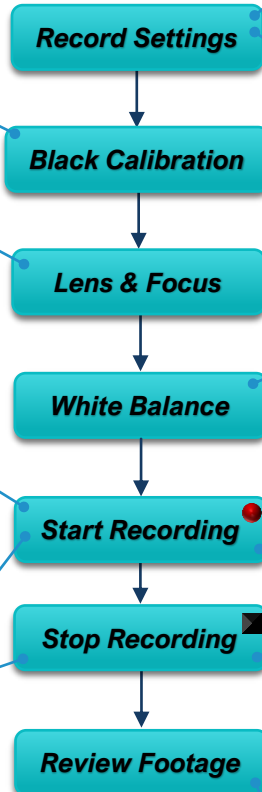 Record Settings
Black Calibration
Lens & Focus
White Balance
Start Recording
Stop Recording
Review Footage